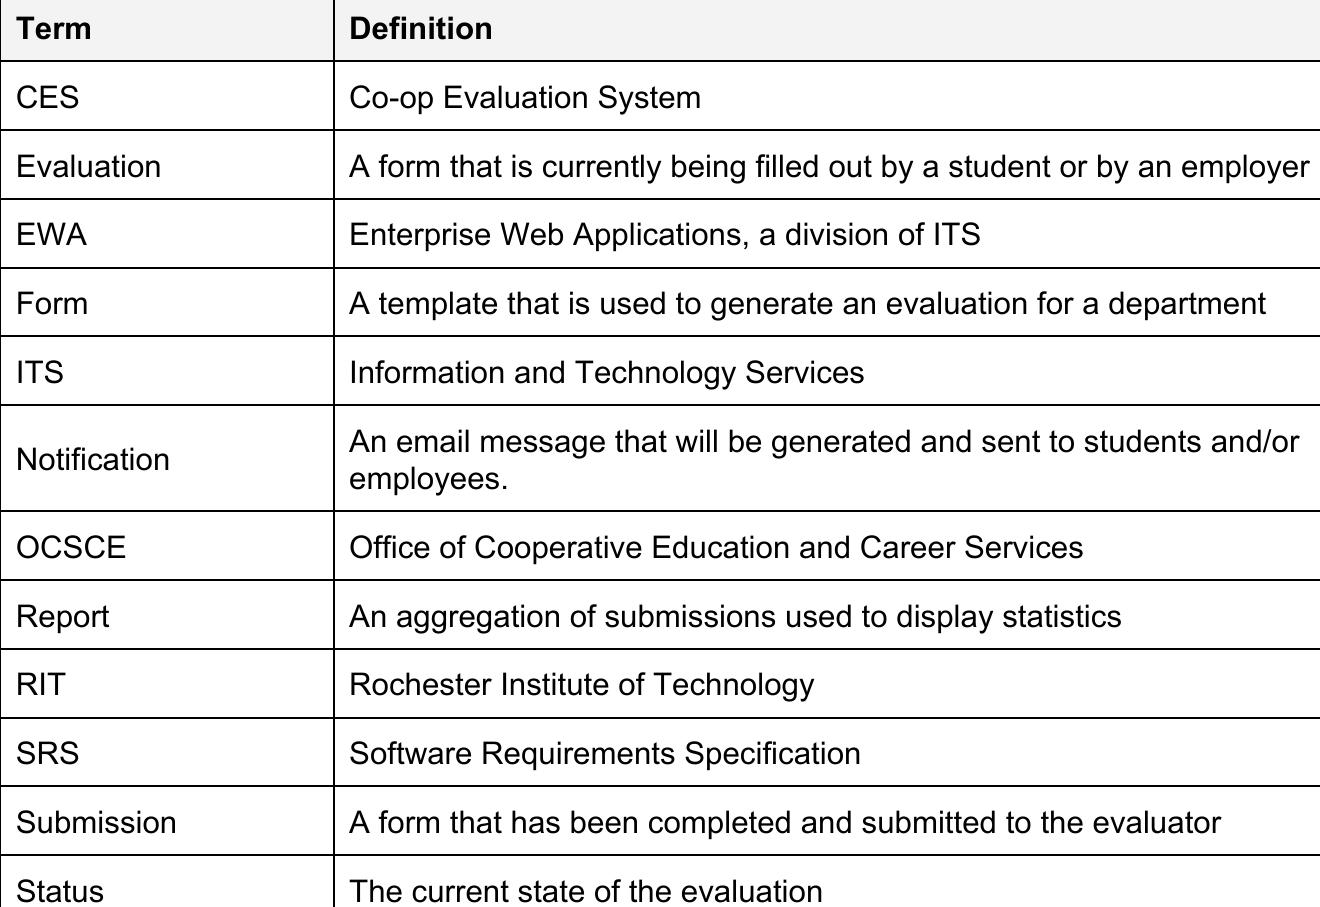 Term Definition
CES Co-op Evaluation System
Evaluation A form that is currently being filled out by a student or by an employer
EWA Enterprise Web Applications, a division of ITS
Form A template that is used to generate an evaluation for a department
ITS Information and Technology Services
Notification An email message that will be generated and sent to students and/or
employees.
OCSCE Office of Cooperative Education and Career Services
Report An aggregation of submissions used to display statistics
RIT Rochester Institute of Technology
SRS Software Requirements Specification
Submission A form that has been completed and submitted to the evaluator
Status The current state of the evaluation